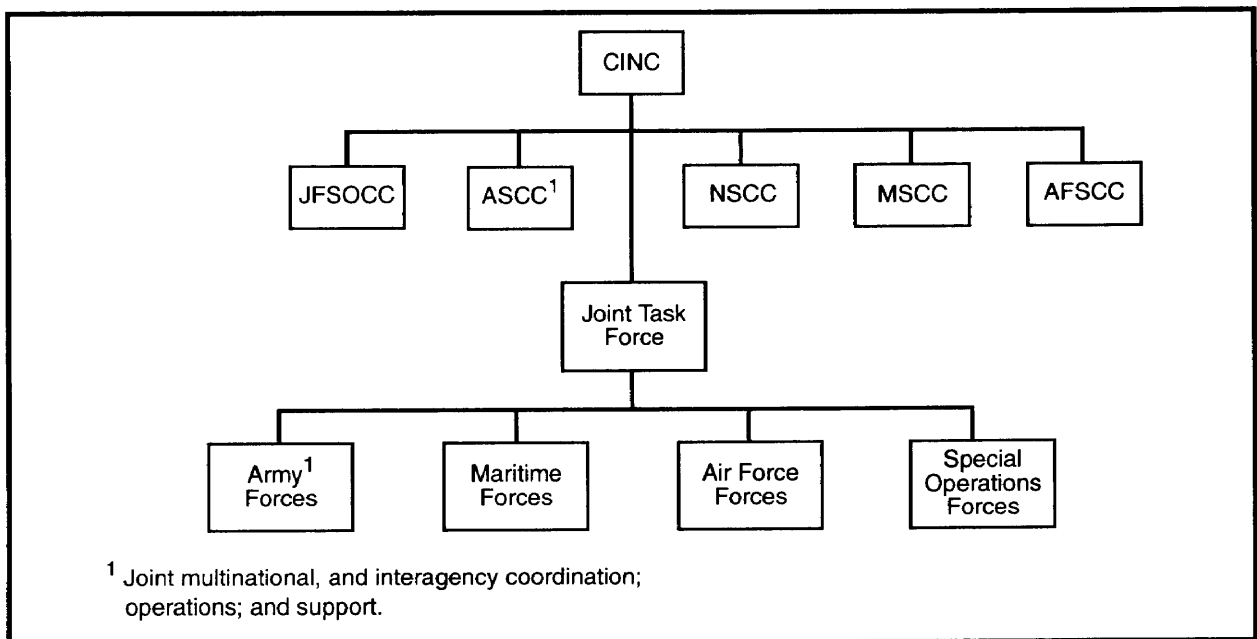 CINC
JFSOCC
ASCC¹
NSCC
MSCC
AFSCC
Joint Task
Force
Army¹
Forces
Maritime
Forces
Air Force
Forces
Special
Operations
Forces
¹ Joint multinational, and interagency coordination;
operations; and support.